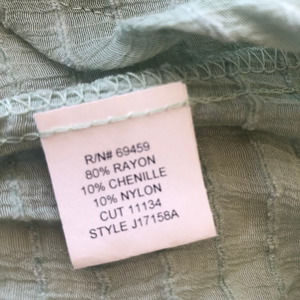 R/N# 69459
80% RAYON
10% CHENILLE
10% NYLON
CUT 11134
STYLE J17158A